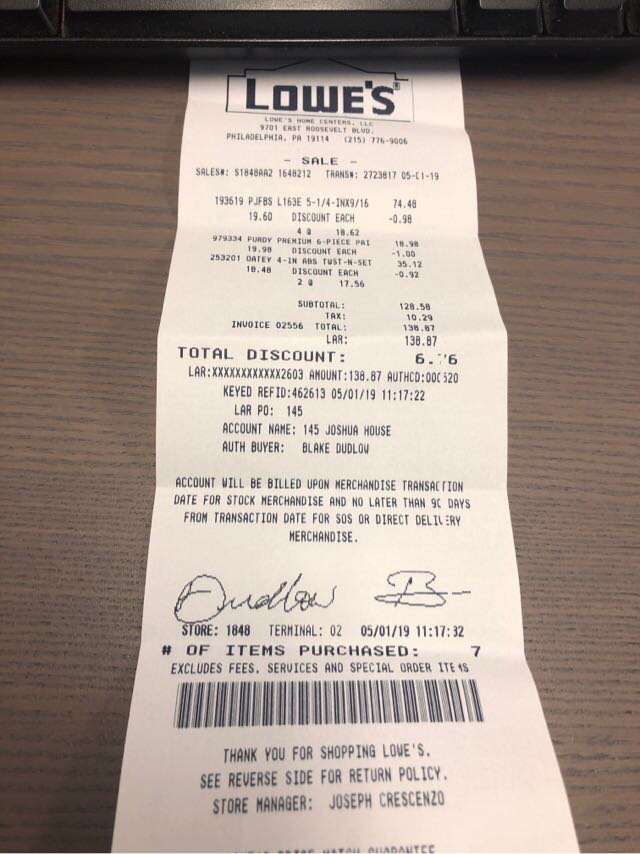 LOWE'S®
LOWE'S HOME CENTERS, LLC
9701 EAST ROOSEVELT BLVD.
PHILADELPHIA, PA 19114 (215) 776-9006
- SALE -
SALES#: S1848AA2 1648212 TRANS#: 2723817 05-01-19
193619 PJFBS L163E 5-1/4-INX9/16 74.48
19.60 DISCOUNT EACH -0.98
4 @ 18.62
979334 PURDY PREMIUM 6-PIECE PAI 18.98
19.98 DISCOUNT EACH -1.00
253201 OATEY 4-IN ABS TWST-N-SET 35.12
18.48 DISCOUNT EACH -0.92
2 @ 17.56
SUBTOTAL: 128.58
TAX: 10.29
INVOICE 02556 TOTAL: 138.87
LAR: 138.87
TOTAL DISCOUNT: 6.76
LAR:XXXXXXXXXXXX2603 AMOUNT:138.87 AUTHCD:000520
KEYED REFID:462613 05/01/19 11:17:22
LAR PO: 145
ACCOUNT NAME: 145 JOSHUA HOUSE
AUTH BUYER: BLAKE DUDLOW
ACCOUNT WILL BE BILLED UPON MERCHANDISE TRANSACTION
DATE FOR STOCK MERCHANDISE AND NO LATER THAN 90 DAYS
FROM TRANSACTION DATE FOR SOS OR DIRECT DELIVERY
MERCHANDISE.
Dudlow B
STORE: 1848 TERMINAL: 02 05/01/19 11:17:32
# OF ITEMS PURCHASED: 7
EXCLUDES FEES, SERVICES AND SPECIAL ORDER ITEMS
THANK YOU FOR SHOPPING LOWE'S.
SEE REVERSE SIDE FOR RETURN POLICY.
STORE MANAGER: JOSEPH CRESCENZO